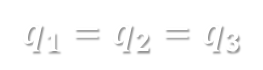 q₁ = q₂ = q₃